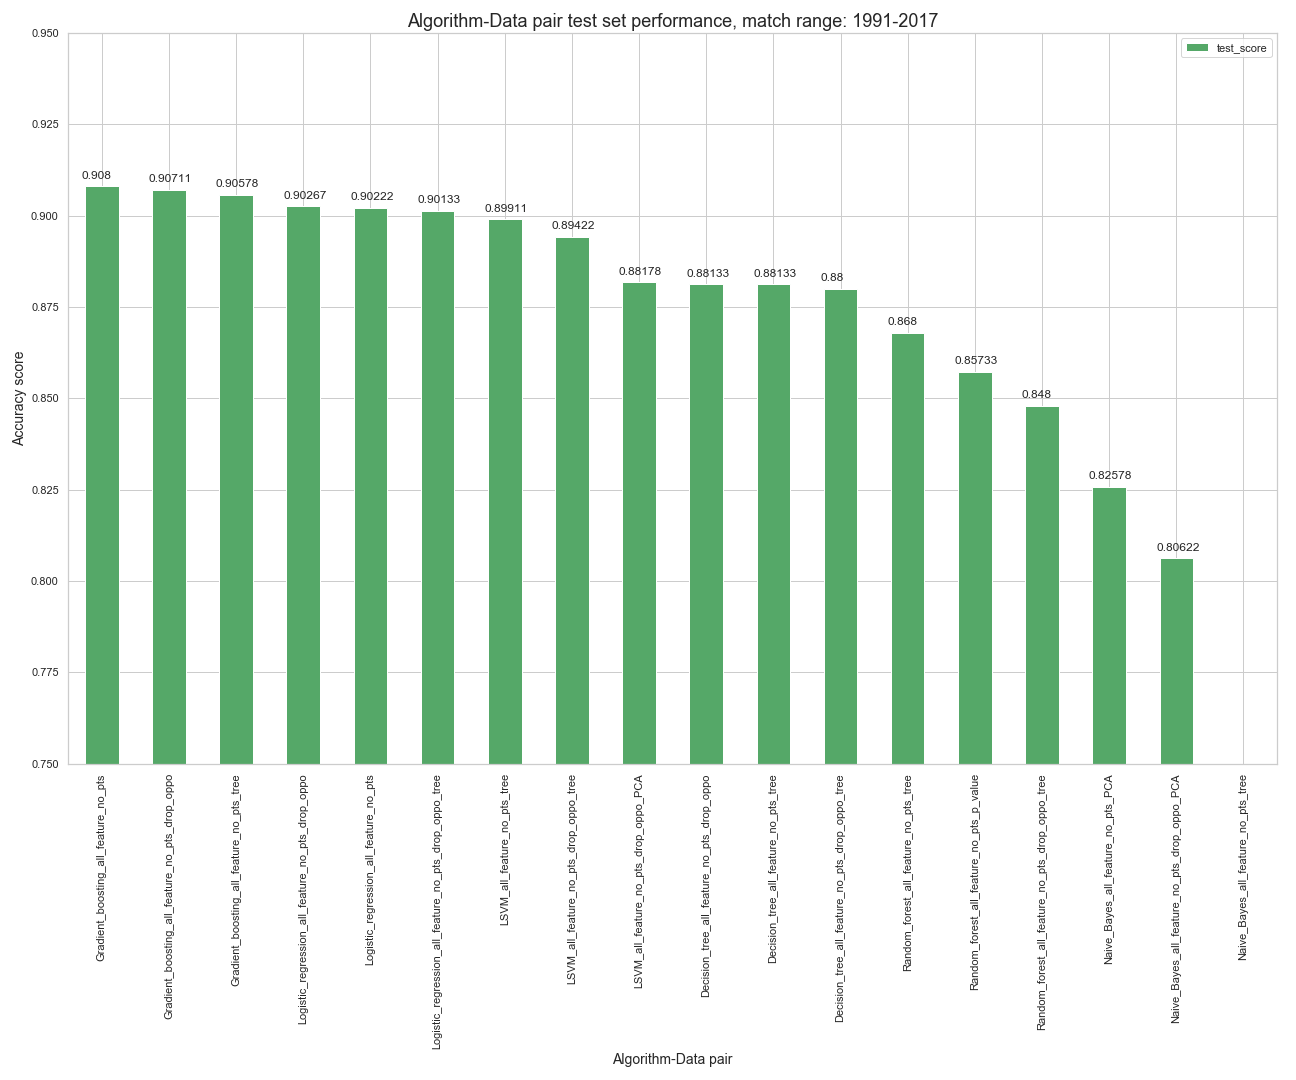 Algorithm-Data pair test set performance, match range: 1991-2017
test_score
0.950
0.925
0.900
0.875
0.850
0.825
0.800
0.775
0.750
Accuracy score
0.908
0.90711
0.90578
0.90267
0.90222
0.90133
0.89911
0.89422
0.88178
0.88133
0.88133
0.88
0.868
0.85733
0.848
0.82578
0.80622
Gradient_boosting_all_feature_no_pts
Gradient_boosting_all_feature_no_pts_drop_oppo
Gradient_boosting_all_feature_no_pts_tree
Logistic_regression_all_feature_no_pts_drop_oppo
Logistic_regression_all_feature_no_pts
Logistic_regression_all_feature_no_pts_drop_oppo_tree
LSVM_all_feature_no_pts_tree
LSVM_all_feature_no_pts_drop_oppo_tree
LSVM_all_feature_no_pts_drop_oppo_PCA
Decision_tree_all_feature_no_pts_drop_oppo
Decision_tree_all_feature_no_pts_tree
Decision_tree_all_feature_no_pts_drop_oppo_tree
Random_forest_all_feature_no_pts_tree
Random_forest_all_feature_no_pts_p_value
Random_forest_all_feature_no_pts_drop_oppo_tree
Naive_Bayes_all_feature_no_pts_PCA
Naive_Bayes_all_feature_no_pts_drop_oppo_PCA
Naive_Bayes_all_feature_no_pts_tree
Algorithm-Data pair